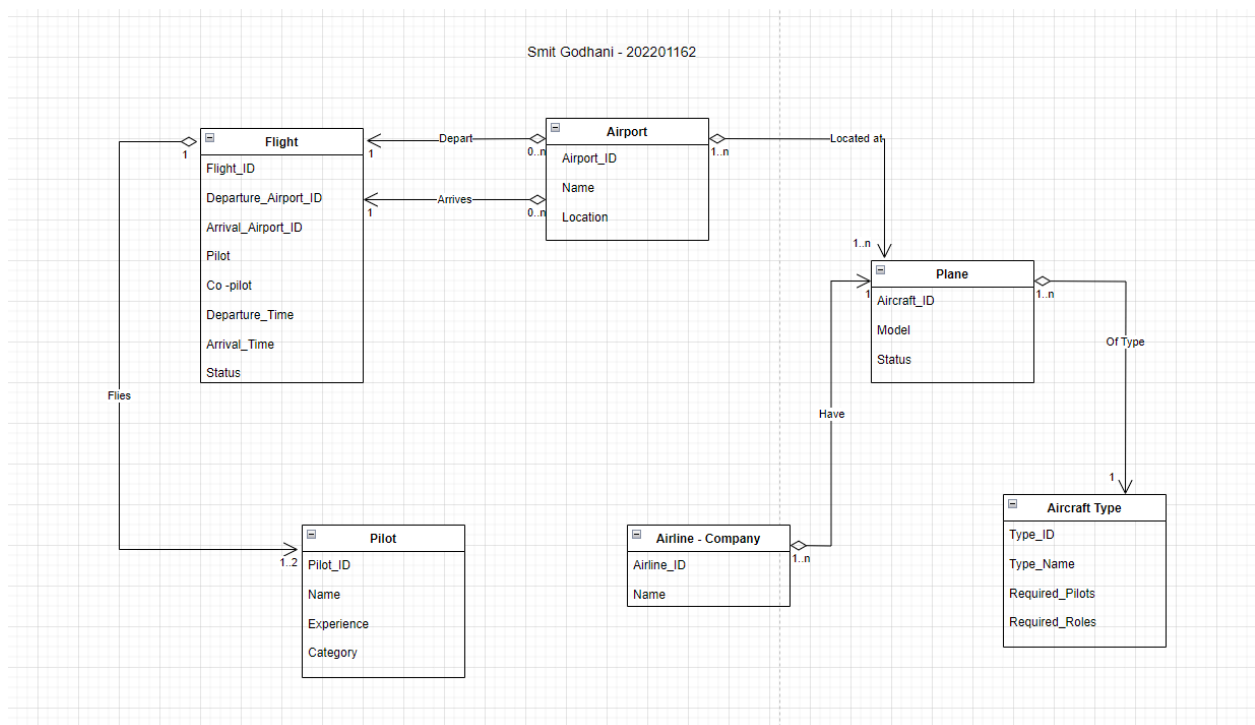 Smit Godhani - 202201162
Flight
Flight_ID
Departure_Airport_ID
Arrival_Airport_ID
Pilot
Co -pilot
Departure_Time
Arrival_Time
Status
1
Depart
1
0..n
Arrives
1
0..n
Airport
Airport_ID
Name
Location
1..n
Located at
1..n
Plane
Aircraft_ID
Model
Status
1
1..n
Of Type
1
Have
Flies
1..2
Pilot
Pilot_ID
Name
Experience
Category
Airline - Company
Airline_ID
Name
1..n
Aircraft Type
Type_ID
Type_Name
Required_Pilots
Required_Roles